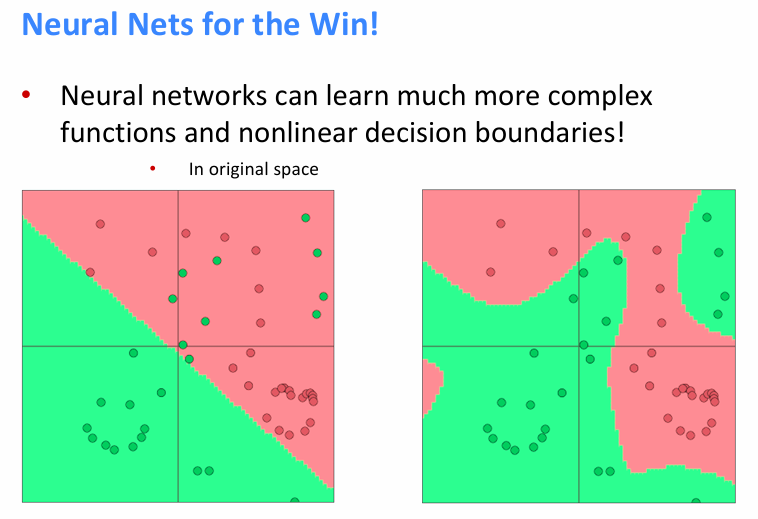 Neural Nets for the Win!
• Neural networks can learn much more complex
functions and nonlinear decision boundaries!
• In original space